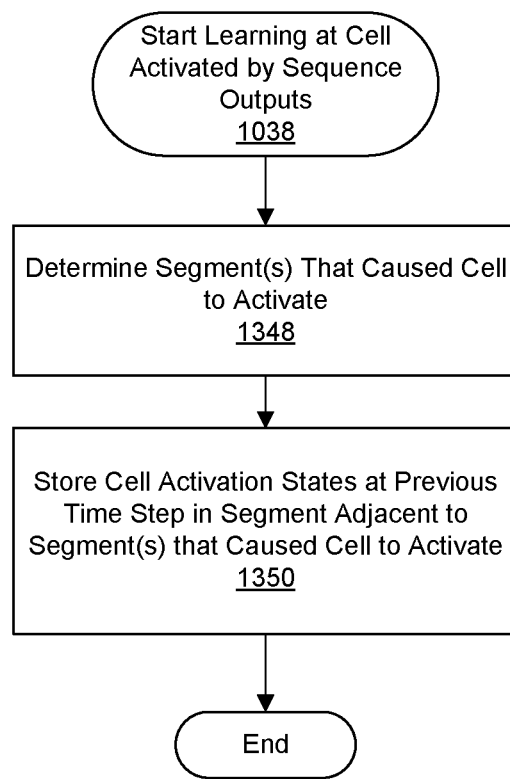 Start Learning at Cell
Activated by Sequence
Outputs
1038
Determine Segment(s) That Caused Cell
to Activate
1348
Store Cell Activation States at Previous
Time Step in Segment Adjacent to
Segment(s) that Caused Cell to Activate
1350
End